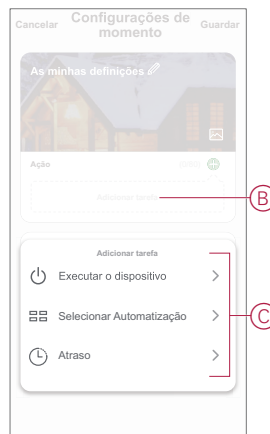 Cancelar
Configurações de
momento
Guardar
As minhas definições
Ação
Adicionar tarefa
B
Adicionar tarefa
Executar o dispositivo
Selecionar Automatização
C
Atraso